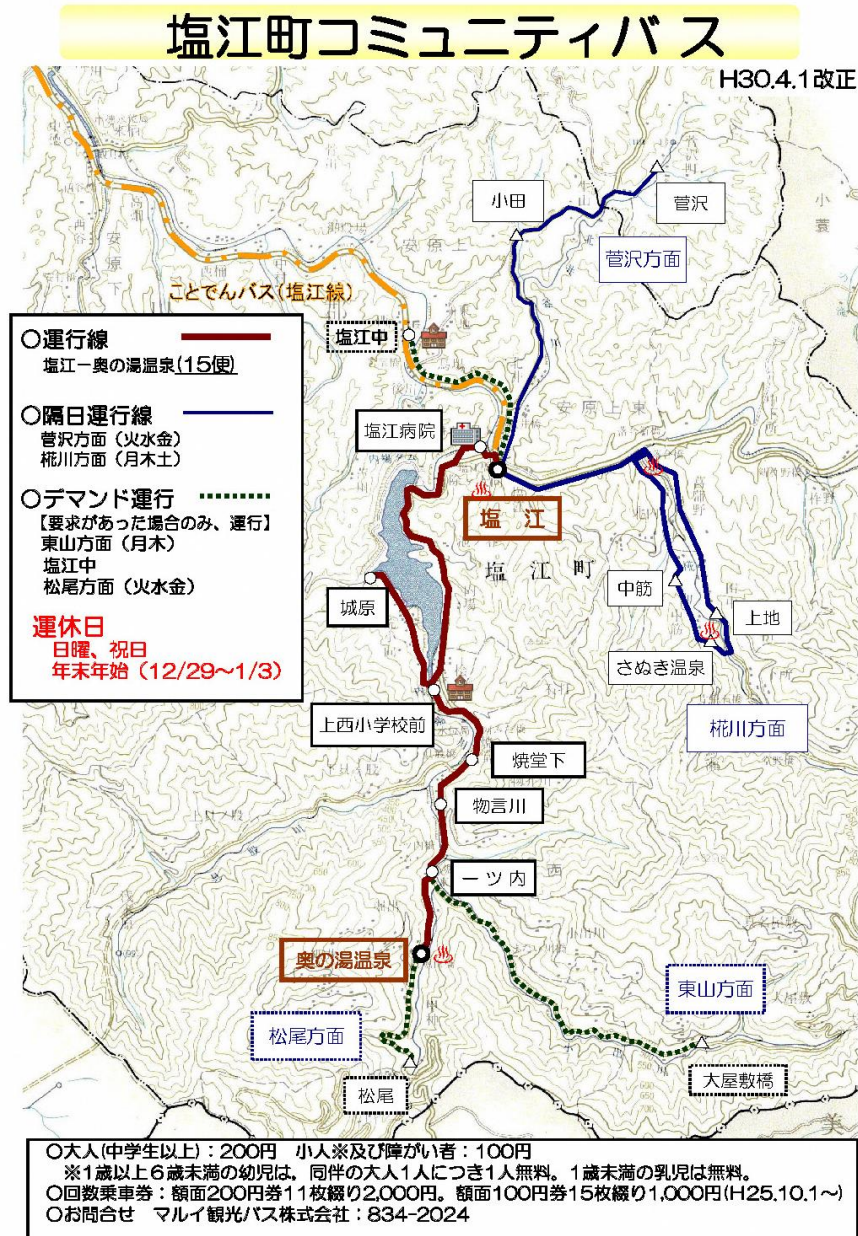 塩江町コミュニティバス
H30.4.1改正
小田
菅沢
菅沢方面
ことでんバス(塩江線)
塩江中
○運行線
塩江－奥の湯温泉(15便)
○隔日運行線
菅沢方面（火水金）
椛川方面（月木土）
○デマンド運行
【要求があった場合のみ、運行】
東山方面（月木）
塩江中
松尾方面（火水金）
運休日
日曜、祝日
年末年始（12/29～1/3）
塩江病院
塩 江
塩 江 町
安原上東
安原上
安原下
小蓑
城原
中筋
上地
さぬき温泉
椛川方面
上西小学校前
焼堂下
物言川
一ツ内
奥の湯温泉
東山方面
松尾方面
松尾
大屋敷橋
美
○大人(中学生以上)：200円 小人※及び障がい者：100円
※1歳以上6歳未満の幼児は、同伴の大人1人につき1人無料。1歳未満の乳児は無料。
○回数乗車券：額面200円券11枚綴り2,000円。額面100円券15枚綴り1,000円(H25.10.1～)
○お問合せ マルイ観光バス株式会社：834-2024